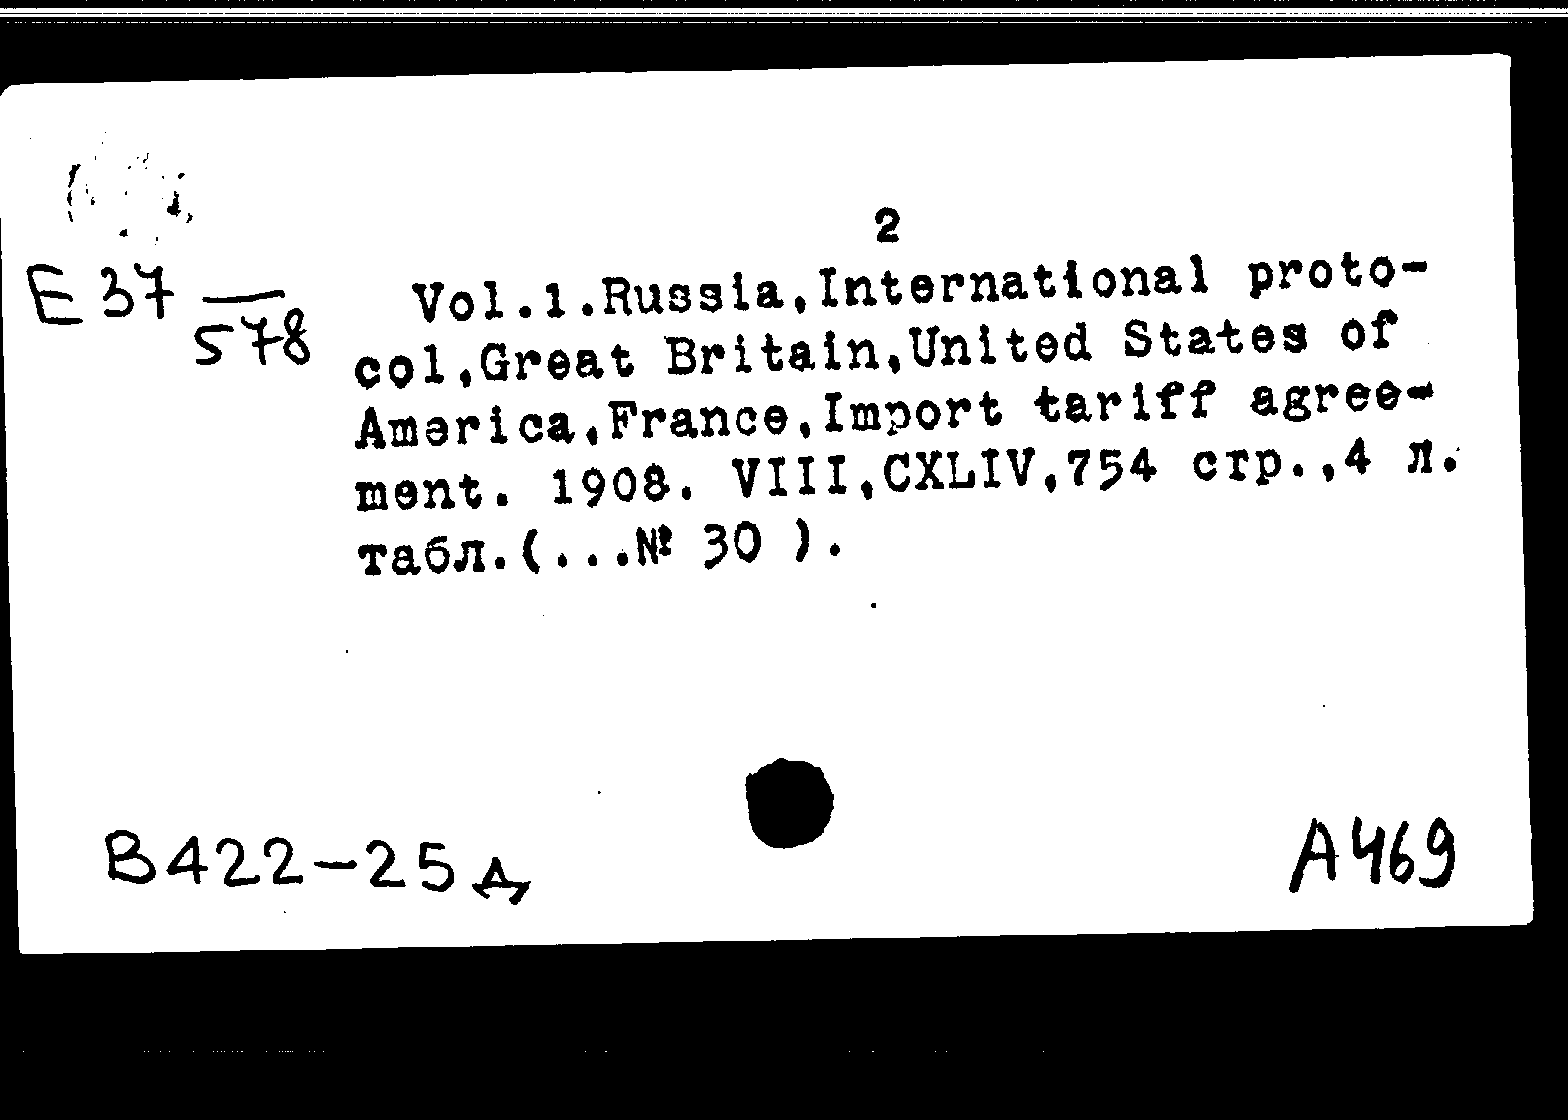 2
E 37
578
Vol.1.Russia,International proto-
col,Great Britain,United States of
America,France,Import tariff agree-
ment. 1908. VIII,CXLIV,754 стр.,4 л.
табл.(...№ 30 ).
B422-25д
A469